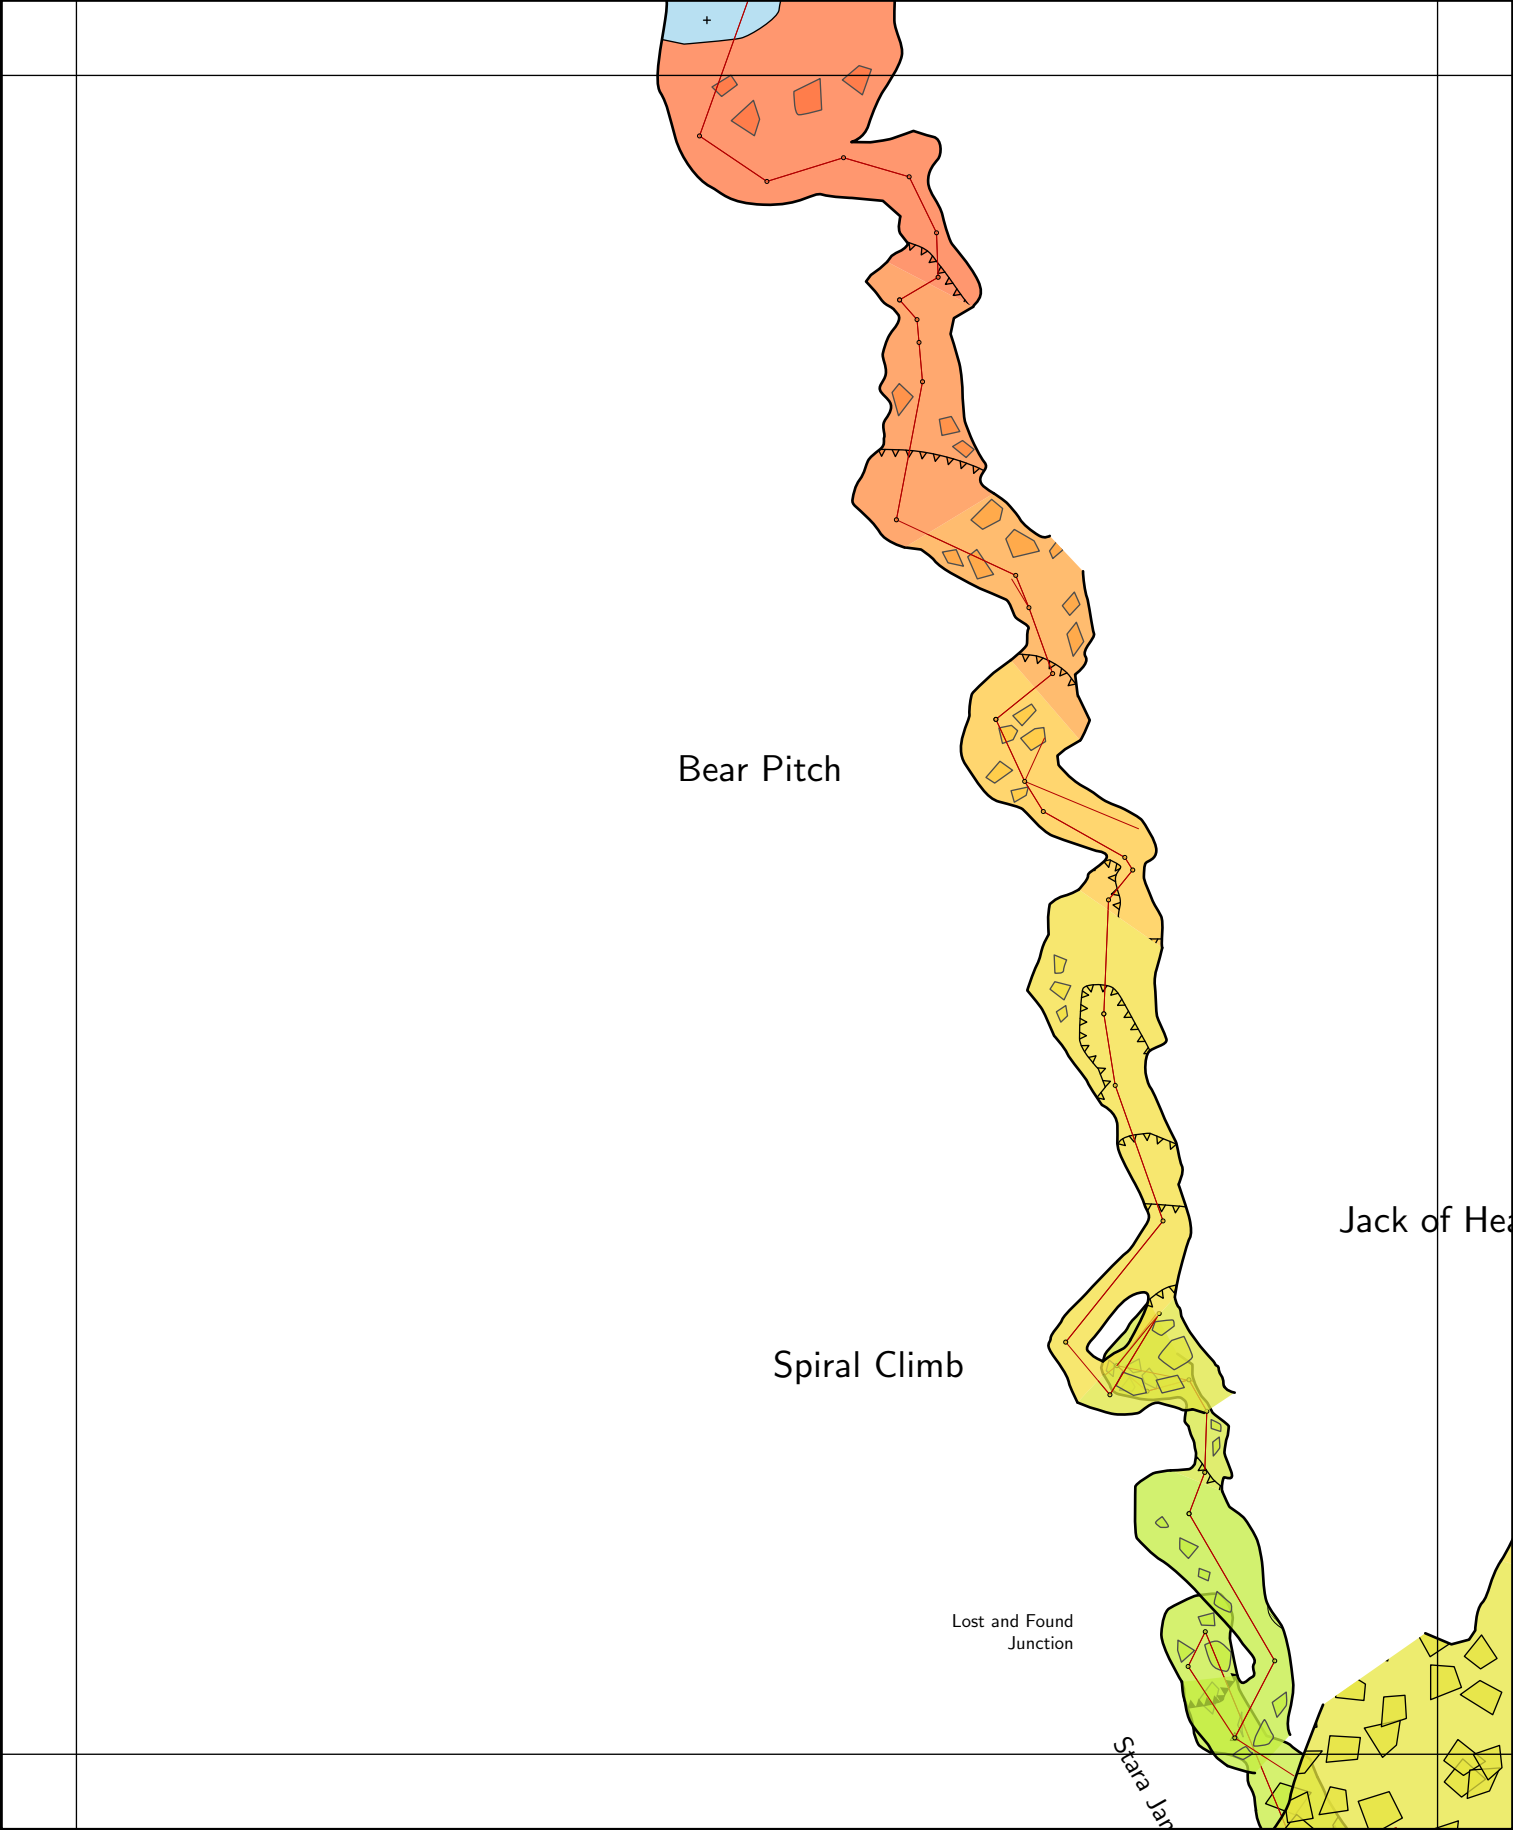 Bear Pitch
Jack of Hea
Spiral Climb
Lost and Found
Junction
Stara Jan